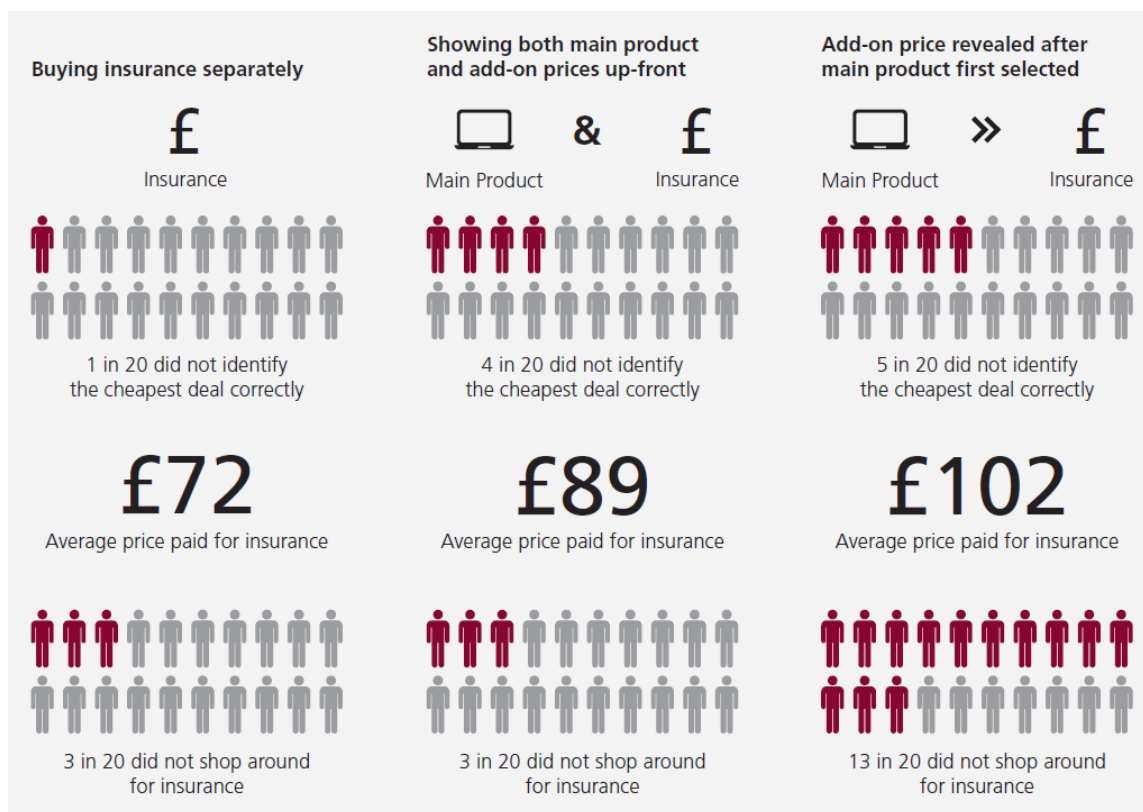 Buying insurance separately
£
Insurance
1 in 20 did not identify
the cheapest deal correctly
£72
Average price paid for insurance
3 in 20 did not shop around
for insurance
Showing both main product
and add-on prices up-front
& £
Main Product Insurance
4 in 20 did not identify
the cheapest deal correctly
£89
Average price paid for insurance
3 in 20 did not shop around
for insurance
Add-on price revealed after
main product first selected
» £
Main Product Insurance
5 in 20 did not identify
the cheapest deal correctly
£102
Average price paid for insurance
13 in 20 did not shop around
for insurance